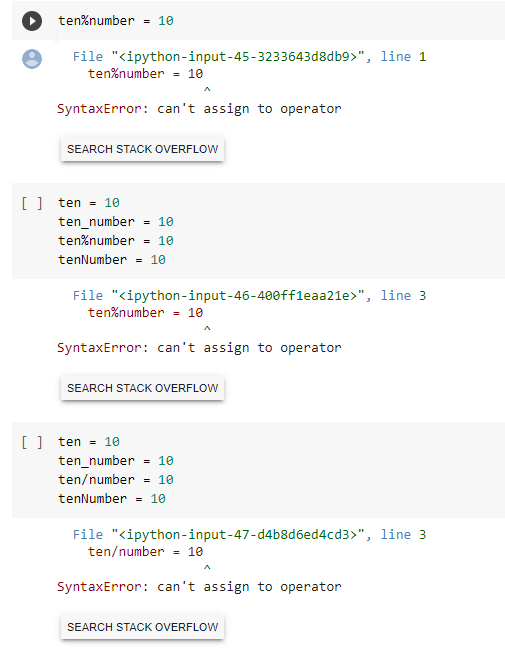 ten%number = 10
File "<ipython-input-45-3233643d8db9>", line 1
ten%number = 10
^
SyntaxError: can't assign to operator
SEARCH STACK OVERFLOW
[ ] ten = 10
ten_number = 10
ten%number = 10
tenNumber = 10
File "<ipython-input-46-400ff1eaa21e>", line 3
ten%number = 10
^
SyntaxError: can't assign to operator
SEARCH STACK OVERFLOW
[ ] ten = 10
ten_number = 10
ten/number = 10
tenNumber = 10
File "<ipython-input-47-d4b8d6ed4cd3>", line 3
ten/number = 10
^
SyntaxError: can't assign to operator
SEARCH STACK OVERFLOW